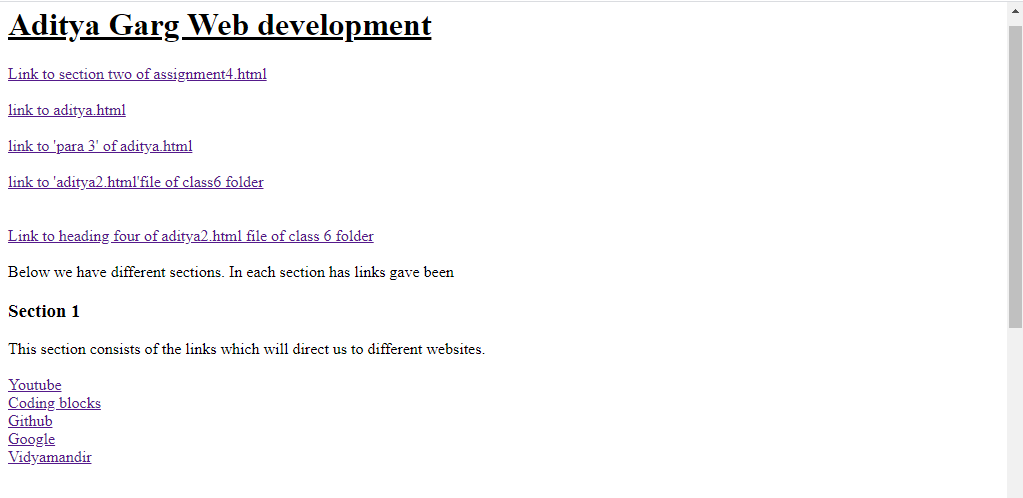 Aditya Garg Web development
Link to section two of assignment4.html
link to aditya.html
link to 'para 3' of aditya.html
link to 'aditya2.html'file of class6 folder
Link to heading four of aditya2.html file of class 6 folder
Below we have different sections. In each section has links gave been
Section 1
This section consists of the links which will direct us to different websites.
Youtube
Coding blocks
Github
Google
Vidyamandir